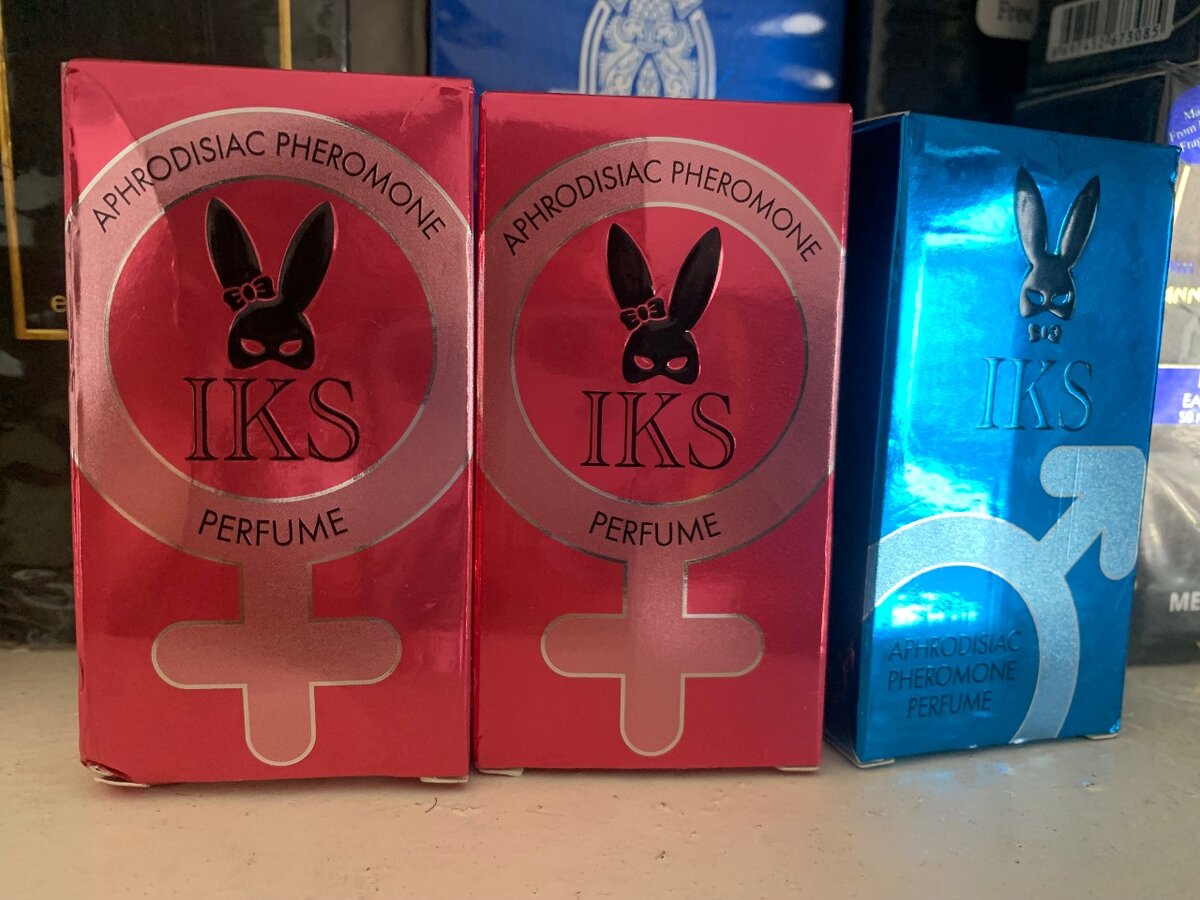 APHRODISIAC PHEROMONE
IKS
PERFUME
APHRODISIAC PHEROMONE
IKS
PERFUME
IKS
APHRODISIAC
PHEROMONE
PERFUME